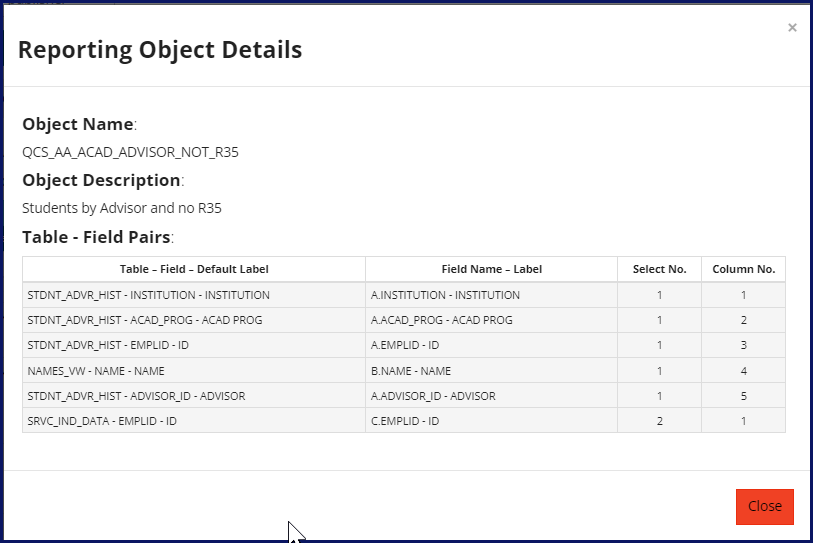 ×
Reporting Object Details
Object Name:
QCS_AA_ACAD_ADVISOR_NOT_R35
Object Description:
Students by Advisor and no R35
Table - Field Pairs:
Table – Field – Default Label Field Name – Label Select No. Column No.
STDNT_ADVR_HIST - INSTITUTION - INSTITUTION A.INSTITUTION - INSTITUTION 1 1
STDNT_ADVR_HIST - ACAD_PROG - ACAD PROG A.ACAD_PROG - ACAD PROG 1 2
STDNT_ADVR_HIST - EMPLID - ID A.EMPLID - ID 1 3
NAMES_VW - NAME - NAME B.NAME - NAME 1 4
STDNT_ADVR_HIST - ADVISOR_ID - ADVISOR A.ADVISOR_ID - ADVISOR 1 5
SRVC_IND_DATA - EMPLID - ID C.EMPLID - ID 2 1
Close